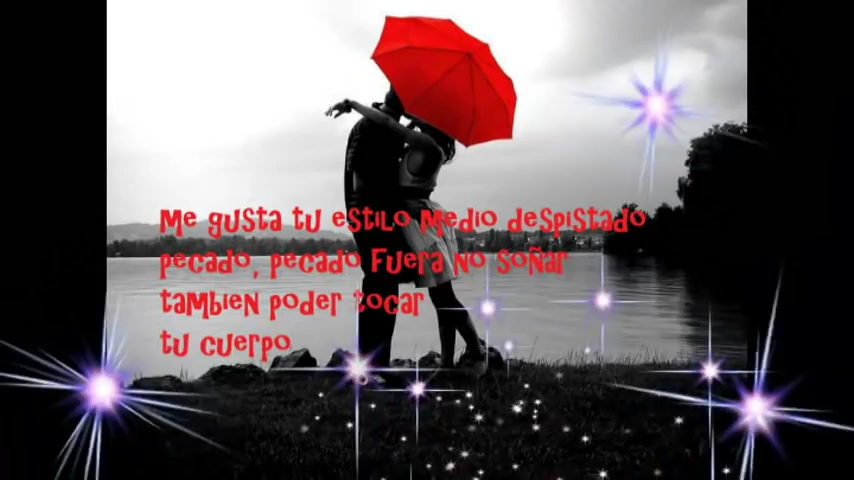 Me gusta tu estilo medio despistado
pecado, pecado fuera no soñar
tambien poder tocar
tu cuerpo